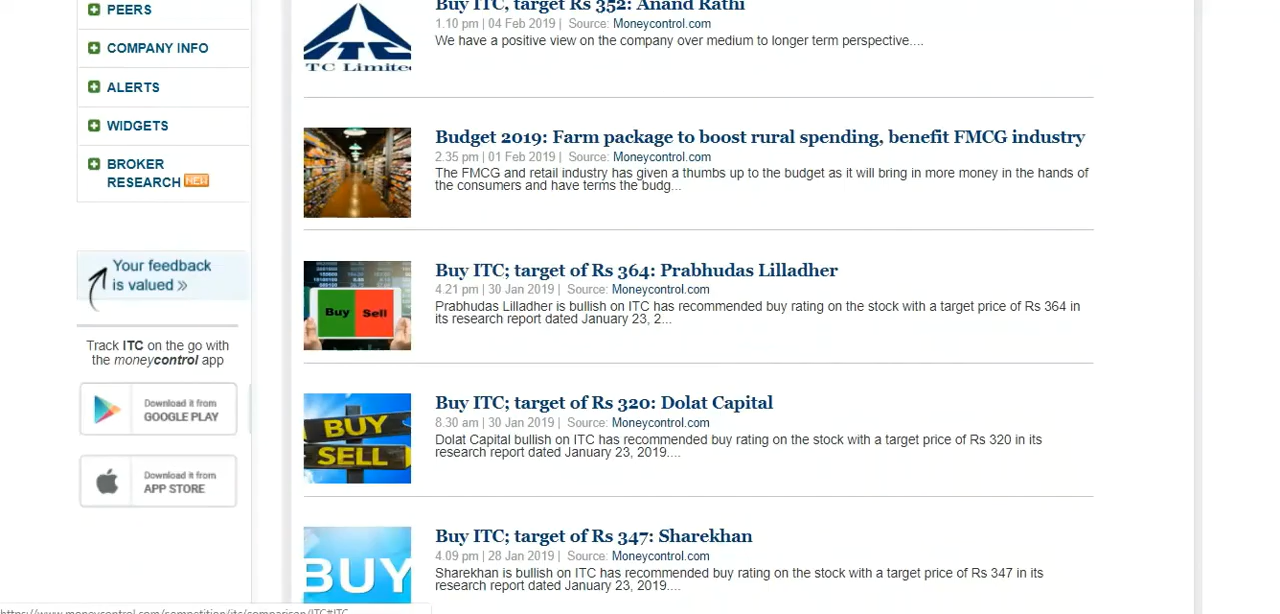 PEERS
COMPANY INFO
ALERTS
WIDGETS
BROKER
RESEARCH NEW
Your feedback
is valued »
Track ITC on the go with
the moneycontrol app
Download it from
GOOGLE PLAY
Download it from
APP STORE
ITC Limited
Buy ITC, target Rs 352: Anand Rathi
1.10 pm | 04 Feb 2019 | Source: Moneycontrol.com
We have a positive view on the company over medium to longer term perspective....
Budget 2019: Farm package to boost rural spending, benefit FMCG industry
2.35 pm | 01 Feb 2019 | Source: Moneycontrol.com
The FMCG and retail industry has given a thumbs up to the budget as it will bring in more money in the hands of
the consumers and have terms the budg...
Buy Sell
Buy ITC; target of Rs 364: Prabhudas Lilladher
4.21 pm | 30 Jan 2019 | Source: Moneycontrol.com
Prabhudas Lilladher is bullish on ITC has recommended buy rating on the stock with a target price of Rs 364 in
its research report dated January 23, 2...
BUY
SELL
Buy ITC; target of Rs 320: Dolat Capital
8.30 am | 30 Jan 2019 | Source: Moneycontrol.com
Dolat Capital bullish on ITC has recommended buy rating on the stock with a target price of Rs 320 in its
research report dated January 23, 2019....
BUY
Buy ITC; target of Rs 347: Sharekhan
4.09 pm | 28 Jan 2019 | Source: Moneycontrol.com
Sharekhan is bullish on ITC has recommended buy rating on the stock with a target price of Rs 347 in its
research report dated January 23, 2019....